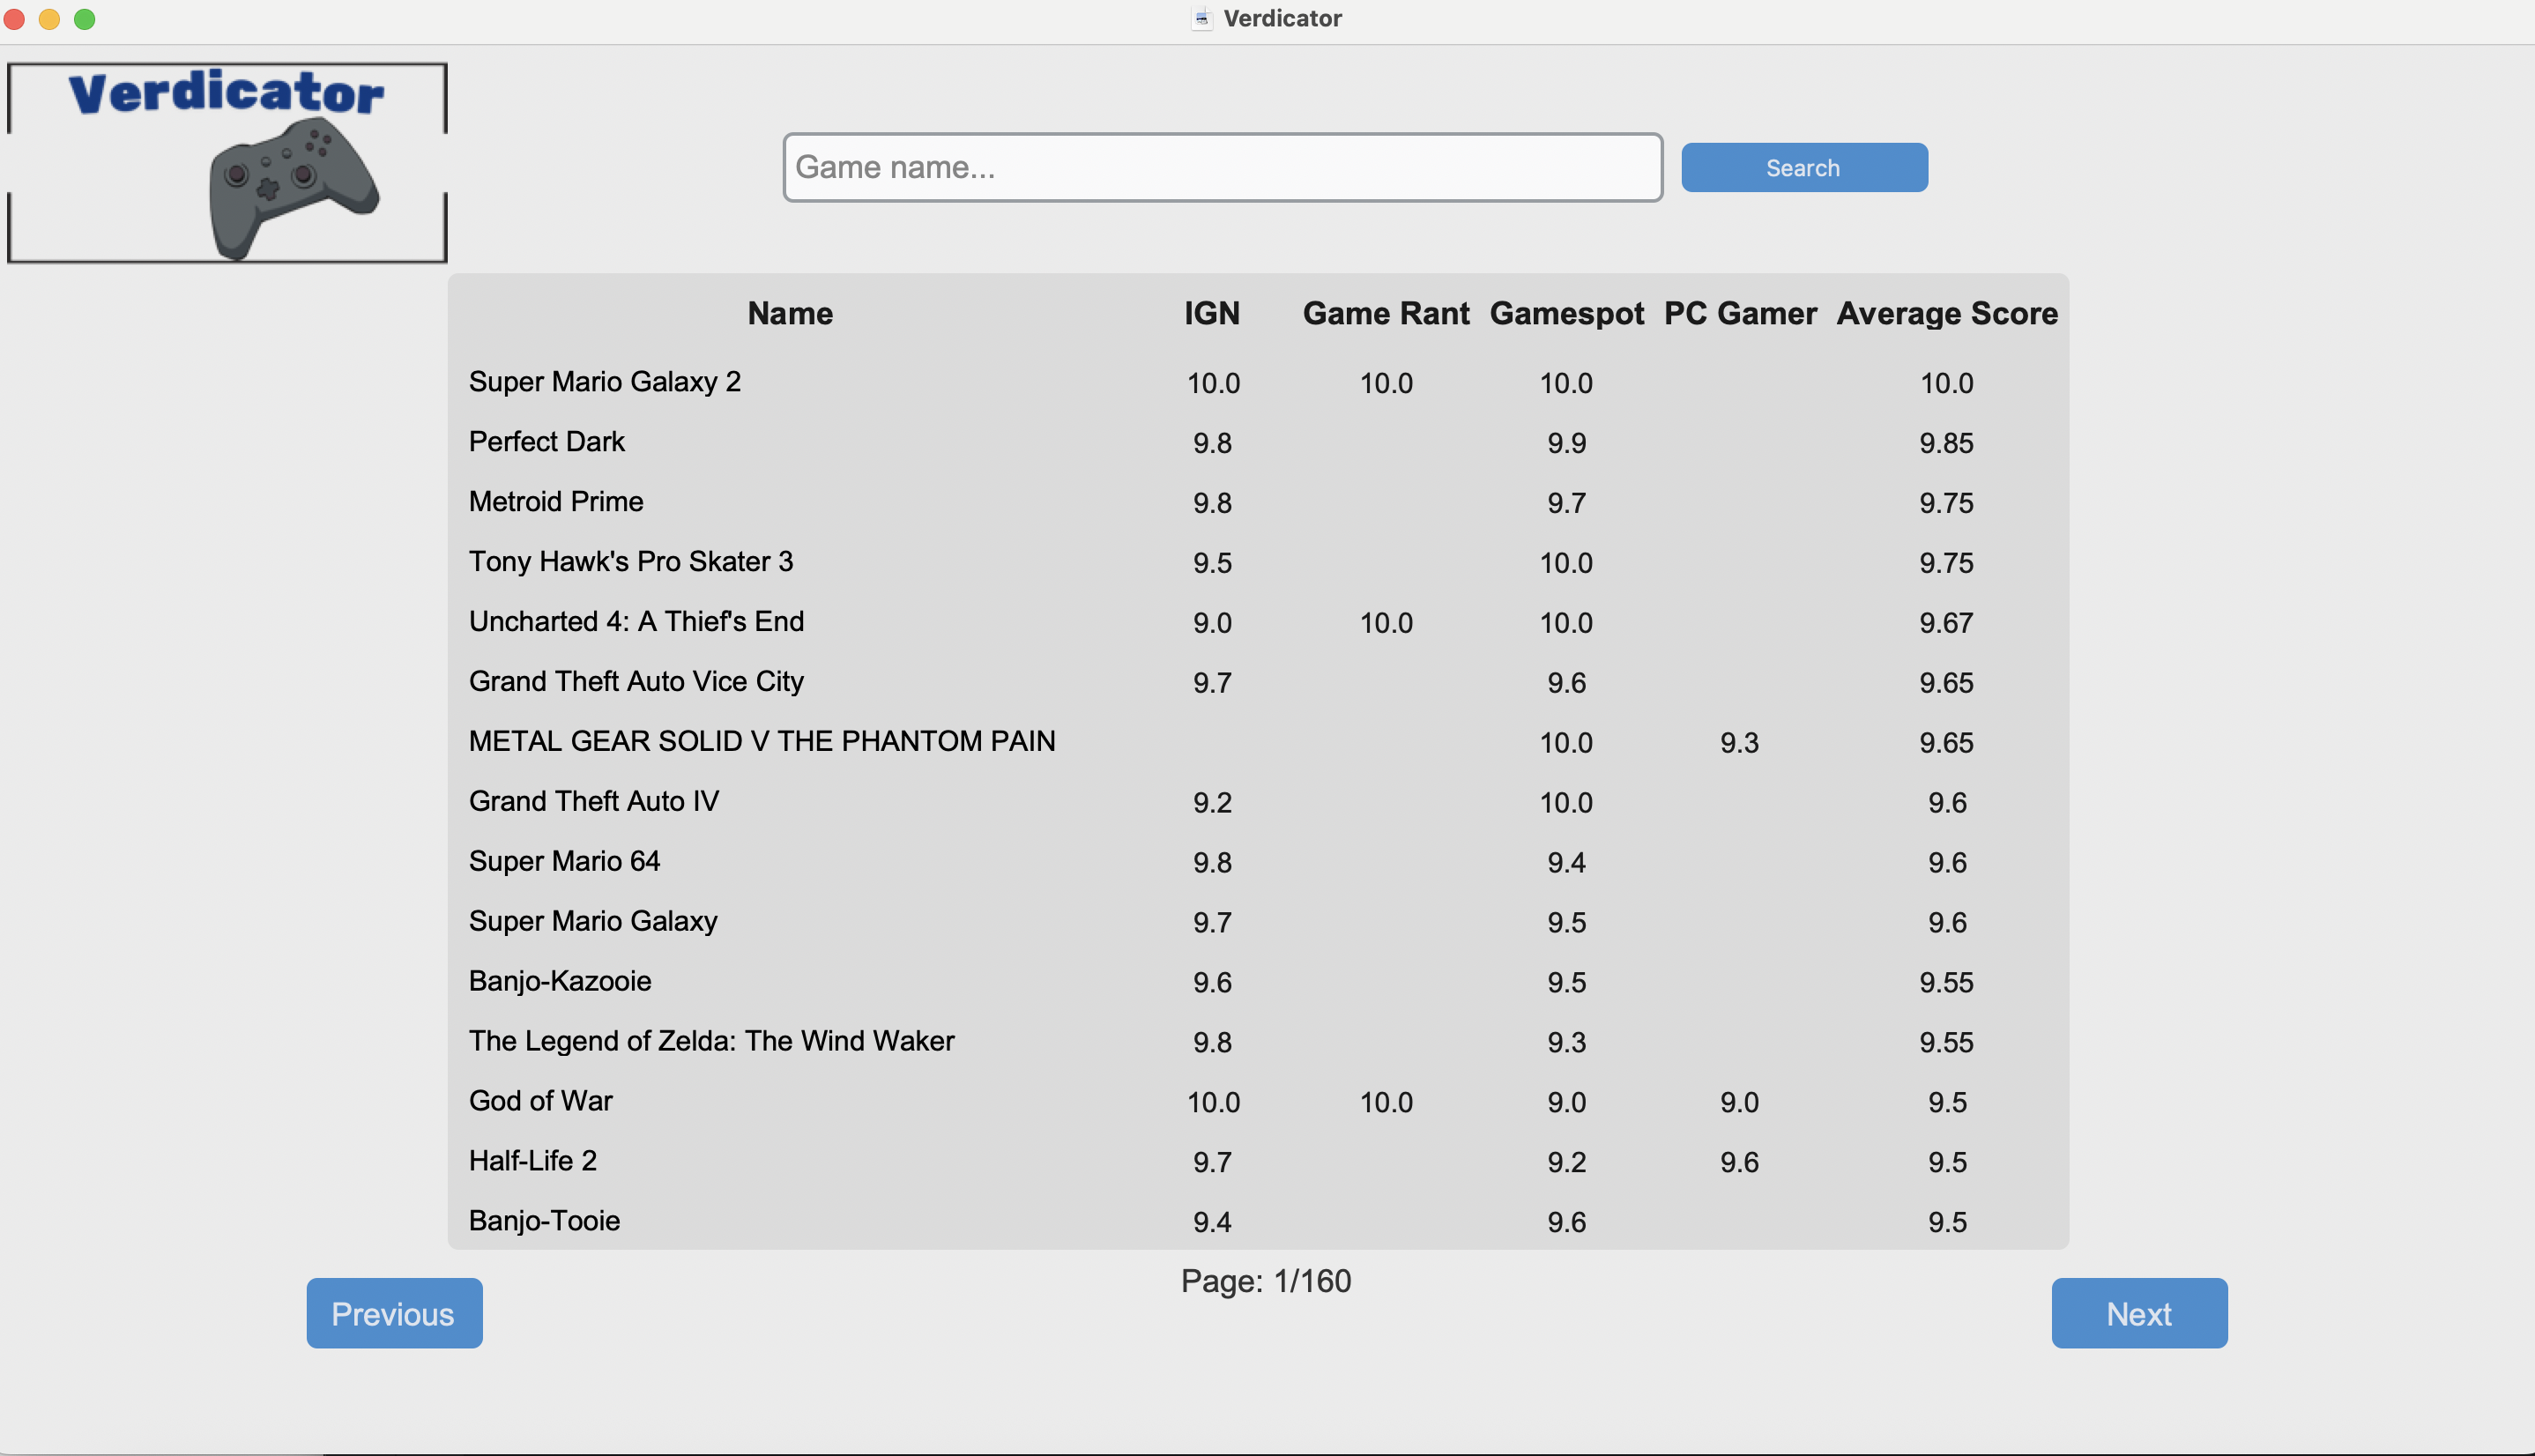 Verdicator
Verdicator
Game name...
Search
Name IGN Game Rant Gamespot PC Gamer Average Score
Super Mario Galaxy 2 10.0 10.0 10.0 10.0
Perfect Dark 9.8 9.9 9.85
Metroid Prime 9.8 9.7 9.75
Tony Hawk's Pro Skater 3 9.5 10.0 9.75
Uncharted 4: A Thief's End 9.0 10.0 10.0 9.67
Grand Theft Auto Vice City 9.7 9.6 9.65
METAL GEAR SOLID V THE PHANTOM PAIN 10.0 9.3 9.65
Grand Theft Auto IV 9.2 10.0 9.6
Super Mario 64 9.8 9.4 9.6
Super Mario Galaxy 9.7 9.5 9.6
Banjo-Kazooie 9.6 9.5 9.55
The Legend of Zelda: The Wind Waker 9.8 9.3 9.55
God of War 10.0 10.0 9.0 9.0 9.5
Half-Life 2 9.7 9.2 9.6 9.5
Banjo-Tooie 9.4 9.6 9.5
Page: 1/160
Previous
Next